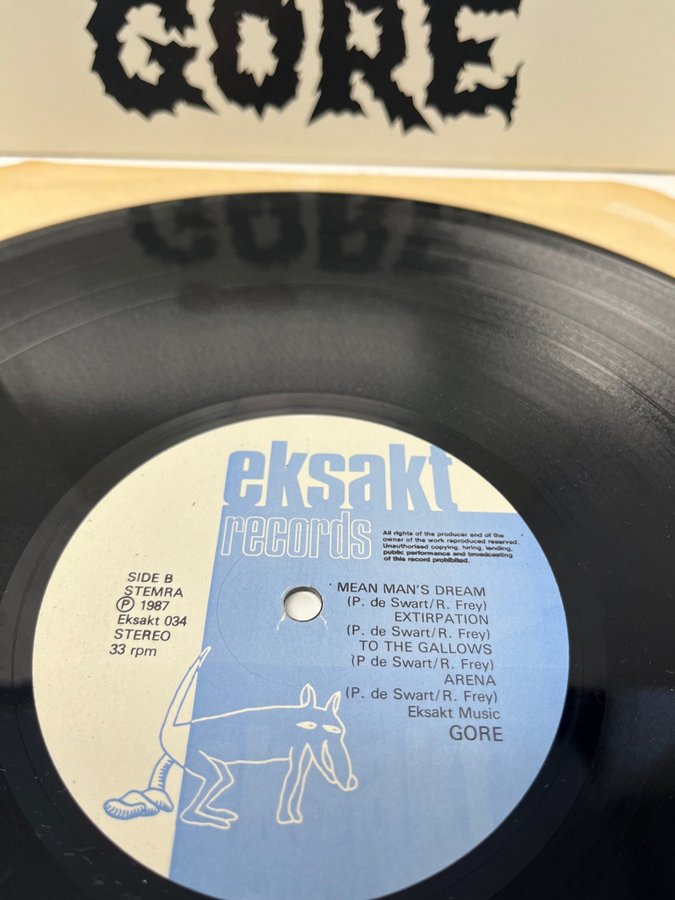 GORE
eksakt
records
All rights of the producer and of the
owner of the work reproduced reserved.
Unauthorised copying, hiring, lending,
public performance and broadcasting
of this record prohibited.
SIDE B
STEMRA
Ⓟ 1987
Eksakt 034
STEREO
33 rpm
MEAN MAN'S DREAM
(P. de Swart/R. Frey)
EXTIRPATION
(P. de Swart/R. Frey)
TO THE GALLOWS
(P de Swart/R. Frey)
ARENA
(P. de Swart/R. Frey)
Eksakt Music
GORE